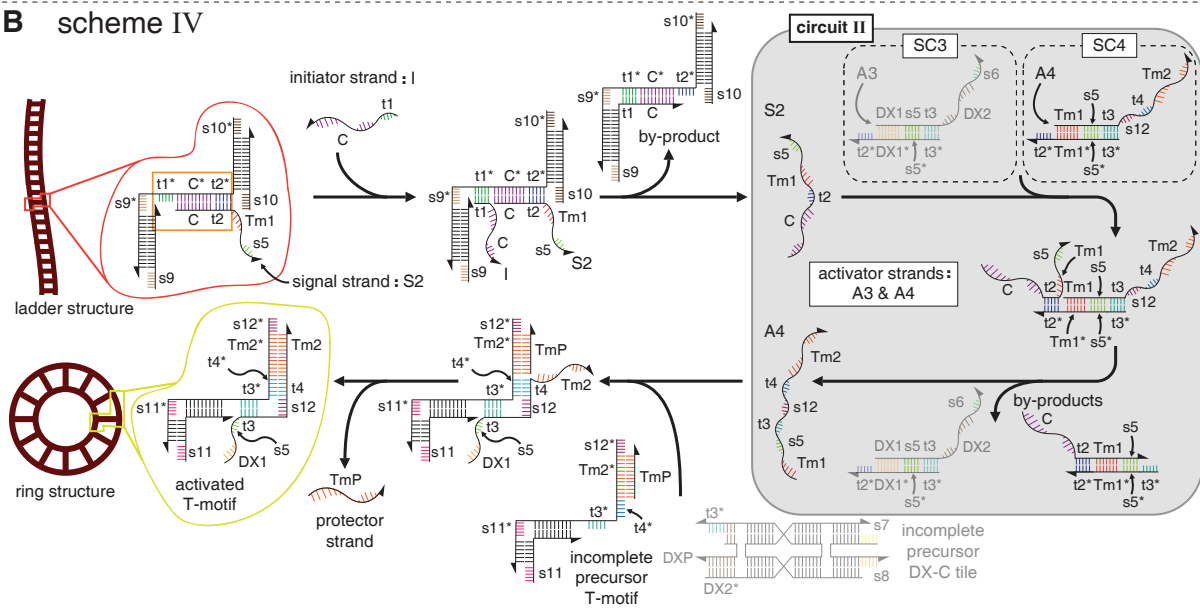 B scheme IV
initiator strand : I
t1
C
s10*
s9*
t1* C* t2*
s10
C t2
Tm1
s5
s9
signal strand : S2
ladder structure
s10*
s9*
t1* C* t2*
s10
t1 C t2
Tm1
C
s5
S2
I
s9
s10*
s9*
t1* C* t2*
t1 C t2
s10
s9
by-product
circuit II
S2
s5
Tm1
t2
C
SC3
A3
s6
DX1 s5 t3
DX2
t2* DX1* t3*
s5*
SC4
A4
Tm2
s5
Tm1 t3
t4
s12
t2* Tm1* t3*
s5*
activator strands :
A3 & A4
Tm2
Tm1
s5
s5
C
t2 Tm1 t3
t4
s12
t2* t3*
Tm1* s5*
A4
Tm2
t4
s12
t3
s5
Tm1
by-products
s6
DX1 s5 t3
DX2
t2* DX1* t3*
s5*
C
t2 Tm1 s5
t2* Tm1* t3*
s5*
ring structure
s12*
Tm2*
Tm2
t4*
t3*
t4
s12
s11*
t3
s5
s11
DX1
activated
T-motif
TmP
protector
strand
s12*
Tm2*
TmP
t4*
t3*
t4
Tm2
s12
s11*
t3
s5
s11
DX1
s12*
Tm2*
TmP
t3*
t4*
s11*
s11
incomplete
precursor
T-motif
t3*
s7
DXP
DX2*
s8
incomplete
precursor
DX-C tile